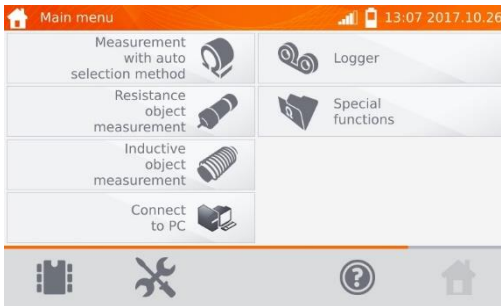 Main menu
13:07 2017.10.26
Measurement
with auto
selection method
Logger
Resistance
object
measurement
Special
functions
Inductive
object
measurement
Connect
to PC